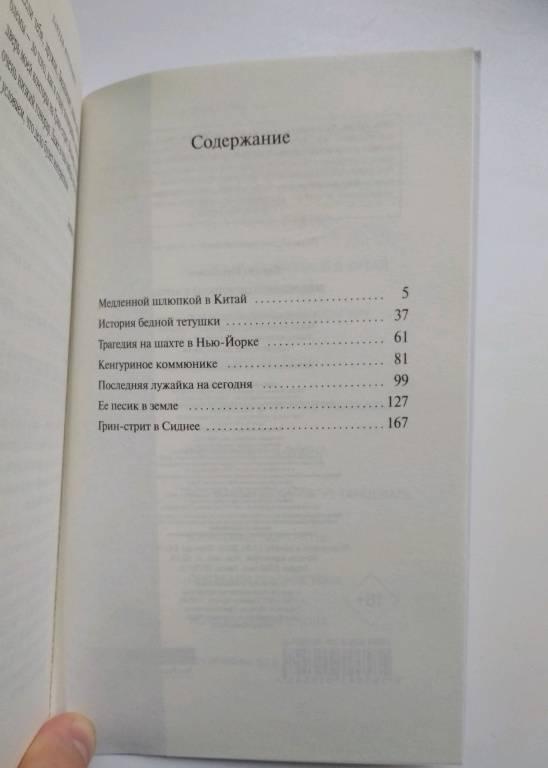 Содержание
Медленной шлюпкой в Китай ..................... 5
История бедной тетушки ......................... 37
Трагедия на шахте в Нью-Йорке .................. 61
Кенгуриное коммюнике ........................... 81
Последняя лужайка на сегодня ................... 99
Ее песик в земле ............................... 127
Грин-стрит в Сиднее ............................ 167